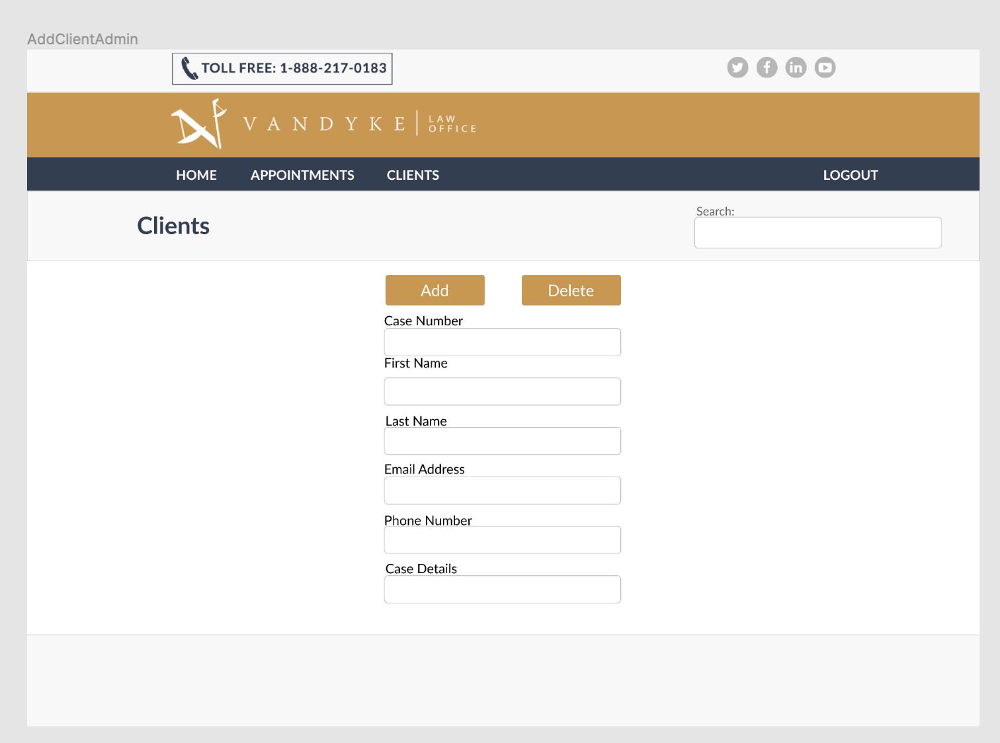 AddClientAdmin
TOLL FREE: 1-888-217-0183
VANDYKE LAW OFFICE
HOME APPOINTMENTS CLIENTS LOGOUT
Clients
Search:
Add Delete
Case Number
First Name
Last Name
Email Address
Phone Number
Case Details